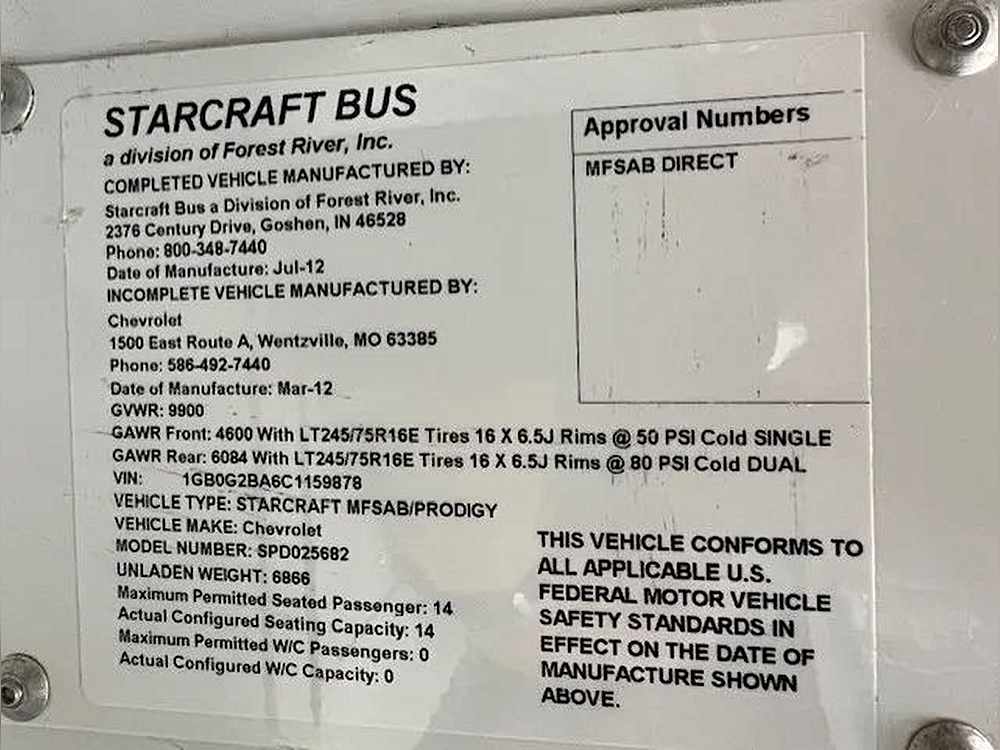 STARCRAFT BUS
a division of Forest River, Inc.
COMPLETED VEHICLE MANUFACTURED BY:
Starcraft Bus a Division of Forest River, Inc.
2376 Century Drive, Goshen, IN 46528
Phone: 800-348-7440
Date of Manufacture: Jul-12
INCOMPLETE VEHICLE MANUFACTURED BY:
Chevrolet
1500 East Route A, Wentzville, MO 63385
Phone: 586-492-7440
Date of Manufacture: Mar-12
GVWR: 9900
GAWR Front: 4600 With LT245/75R16E Tires 16 X 6.5J Rims @ 50 PSI Cold SINGLE
GAWR Rear: 6084 With LT245/75R16E Tires 16 X 6.5J Rims @ 80 PSI Cold DUAL
VIN: 1GB0G2BA6C1159878
VEHICLE TYPE: STARCRAFT MFSAB/PRODIGY
VEHICLE MAKE: Chevrolet
MODEL NUMBER: SPD025682
UNLADEN WEIGHT: 6866
Maximum Permitted Seated Passenger: 14
Actual Configured Seating Capacity: 14
Maximum Permitted W/C Passengers: 0
Actual Configured W/C Capacity: 0
Approval Numbers
MFSAB DIRECT
THIS VEHICLE CONFORMS TO
ALL APPLICABLE U.S.
FEDERAL MOTOR VEHICLE
SAFETY STANDARDS IN
EFFECT ON THE DATE OF
MANUFACTURE SHOWN
ABOVE.